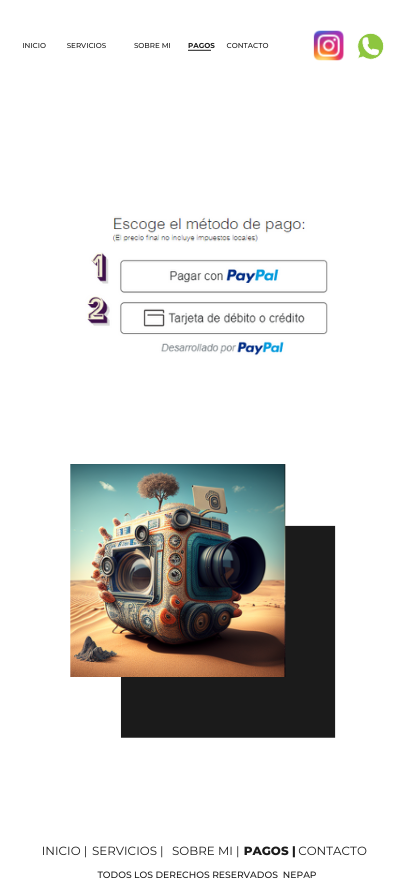 INICIO SERVICIOS SOBRE MI PAGOS CONTACTO
Escoge el método de pago:
(El precio final no incluye impuestos locales)
1 Pagar con PayPal
2 Tarjeta de débito o crédito
Desarrollado por PayPal
INICIO | SERVICIOS | SOBRE MI | PAGOS | CONTACTO
TODOS LOS DERECHOS RESERVADOS NEPAP